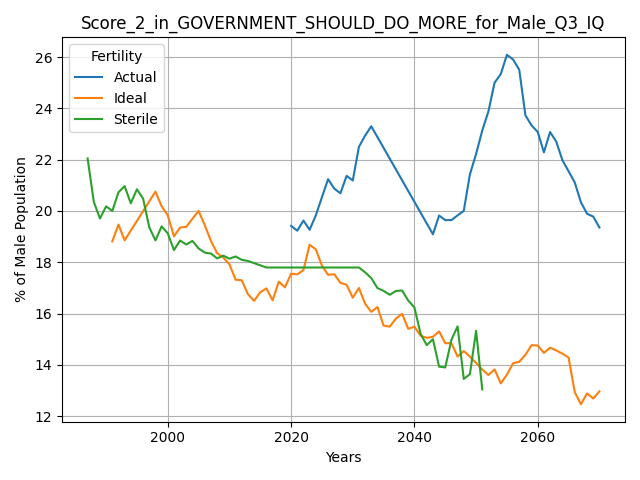 Score_2_in_GOVERNMENT_SHOULD_DO_MORE_for_Male_Q3_IQ
Fertility
Actual
Ideal
Sterile
% of Male Population
26
24
22
20
18
16
14
12
2000
2020
2040
2060
Years